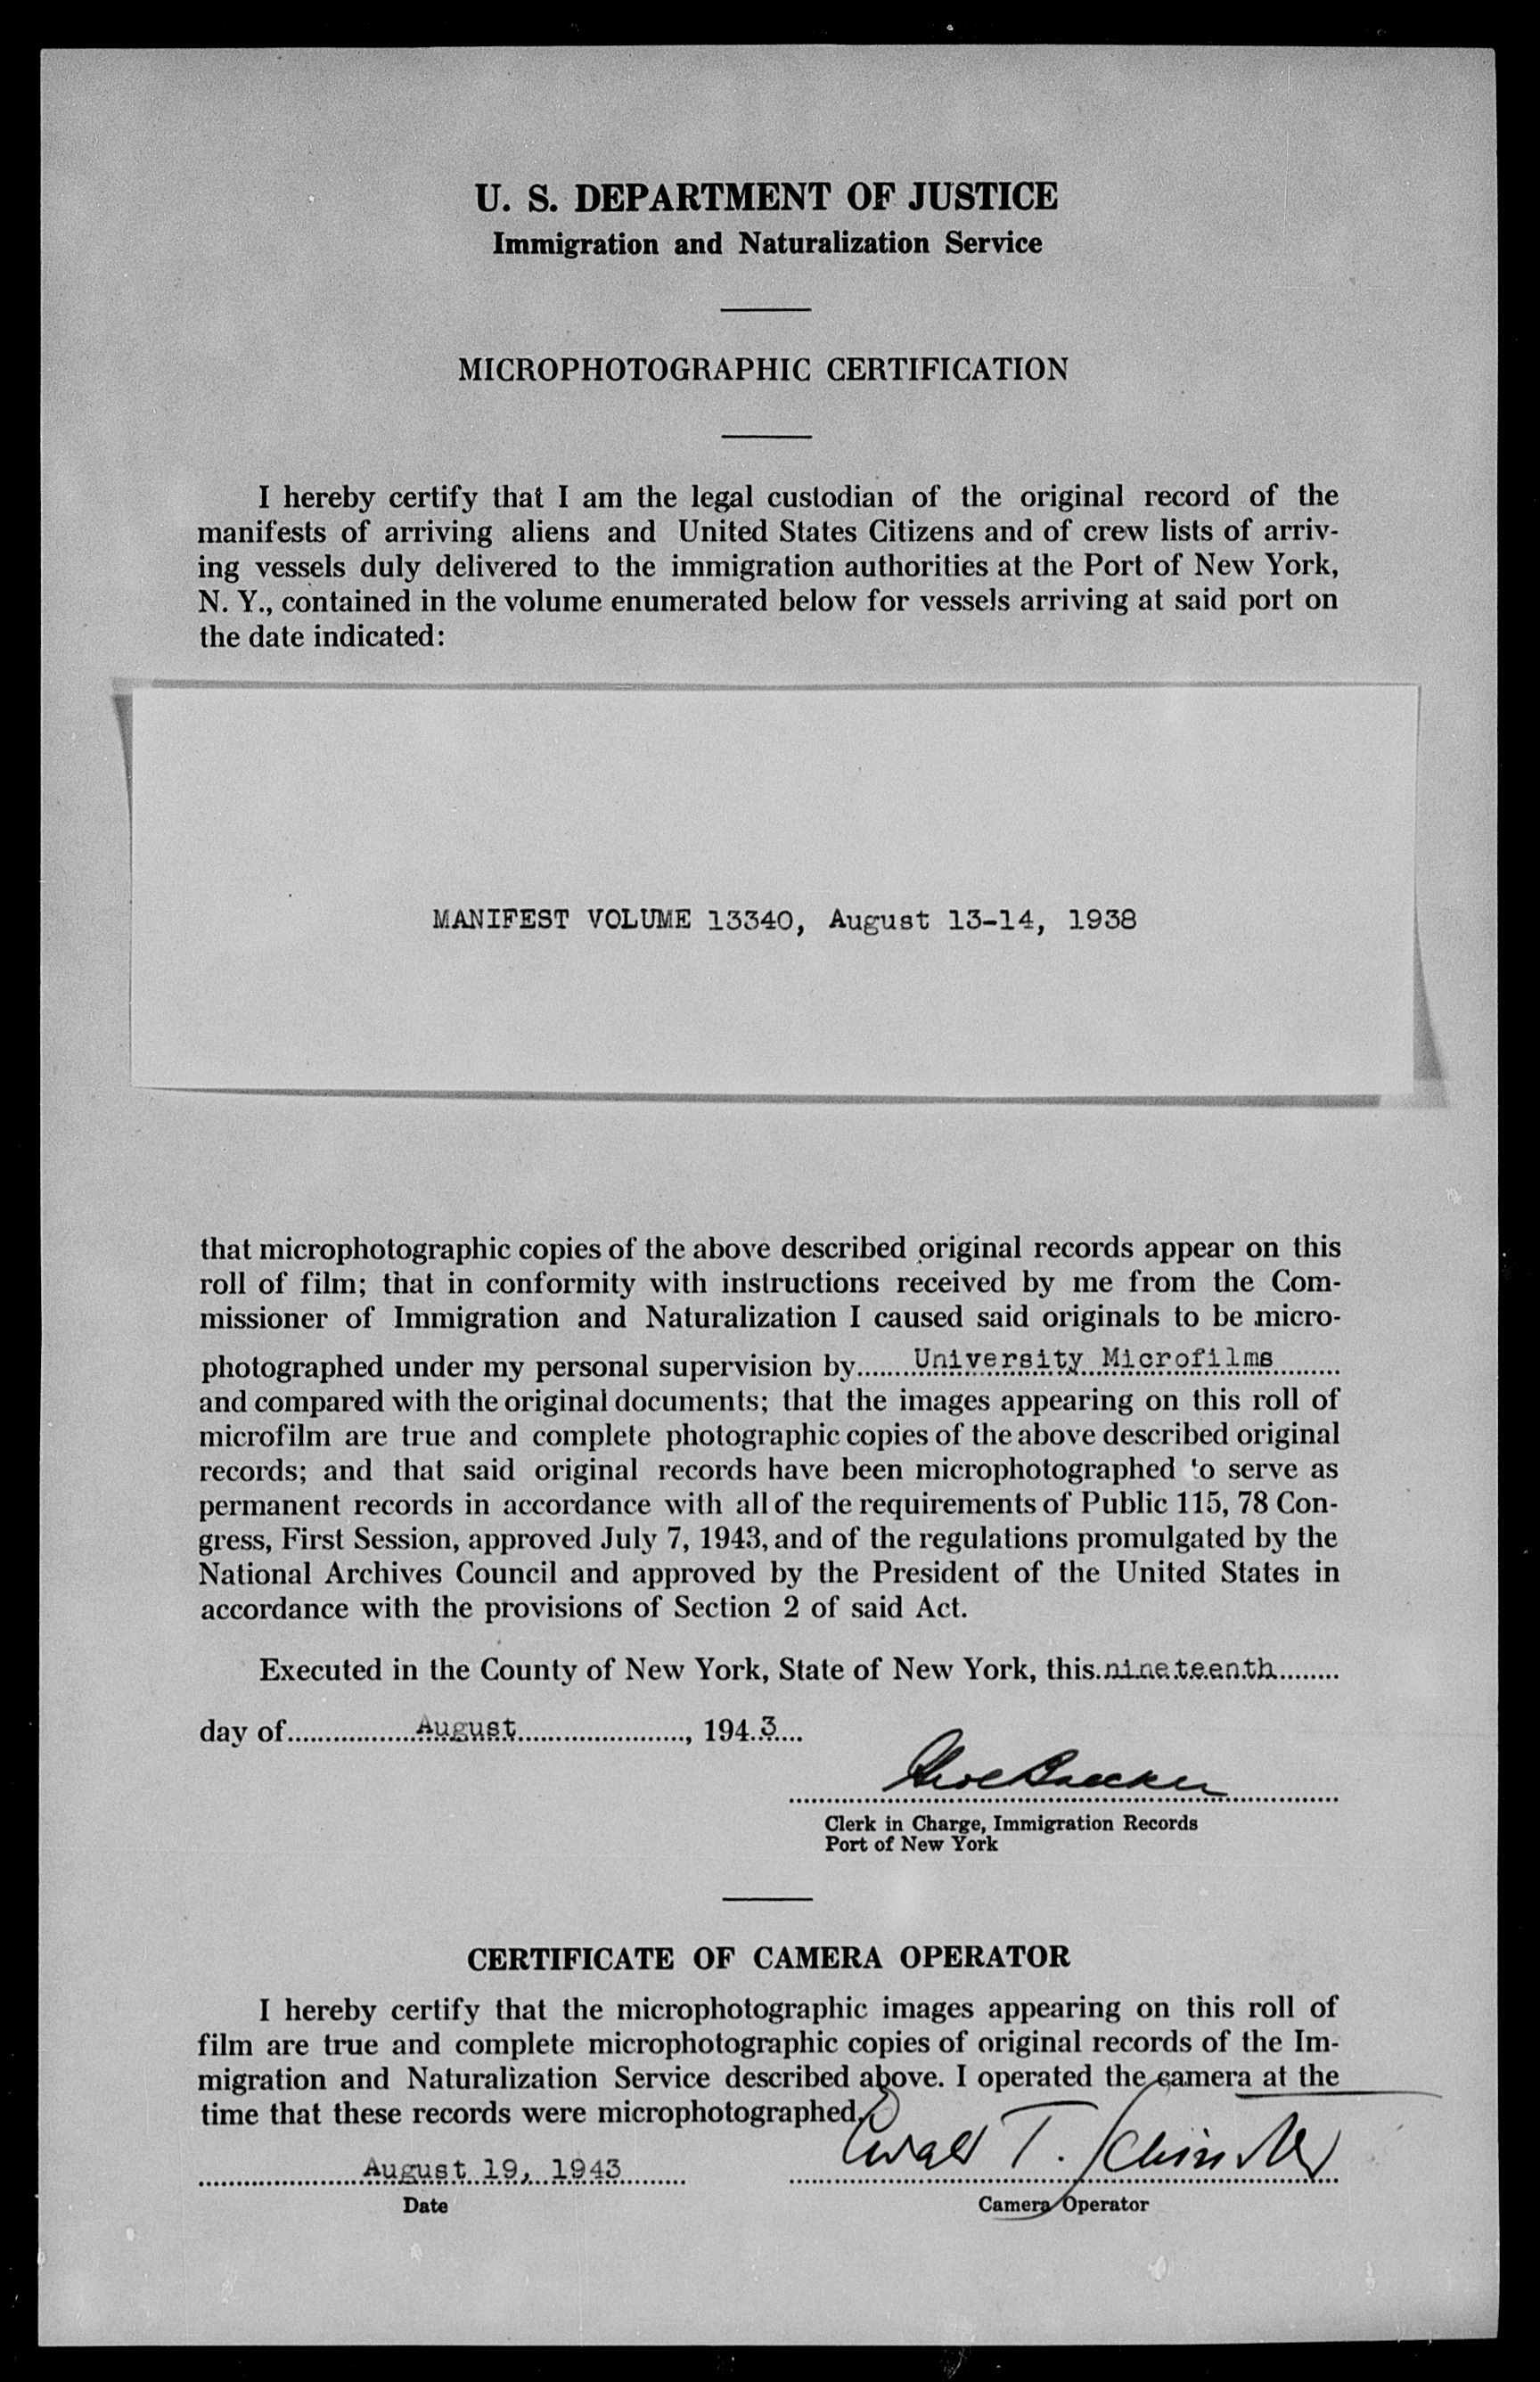 U. S. DEPARTMENT OF JUSTICE
Immigration and Naturalization Service
MICROPHOTOGRAPHIC CERTIFICATION
I hereby certify that I am the legal custodian of the original record of the
manifests of arriving aliens and United States Citizens and of crew lists of arriv-
ing vessels duly delivered to the immigration authorities at the Port of New York,
N. Y., contained in the volume enumerated below for vessels arriving at said port on
the date indicated:
MANIFEST VOLUME 13340, August 13-14, 1938
that microphotographic copies of the above described original records appear on this
roll of film; that in conformity with instructions received by me from the Com-
missioner of Immigration and Naturalization I caused said originals to be micro-
photographed under my personal supervision by University Microfilms
and compared with the original documents; that the images appearing on this roll of
microfilm are true and complete photographic copies of the above described original
records; and that said original records have been microphotographed to serve as
permanent records in accordance with all of the requirements of Public 115, 78 Con-
gress, First Session, approved July 7, 1943, and of the regulations promulgated by the
National Archives Council and approved by the President of the United States in
accordance with the provisions of Section 2 of said Act.
Executed in the County of New York, State of New York, this nineteenth
day of August, 1943
Clerk in Charge, Immigration Records
Port of New York
CERTIFICATE OF CAMERA OPERATOR
I hereby certify that the microphotographic images appearing on this roll of
film are true and complete microphotographic copies of original records of the Im-
migration and Naturalization Service described above. I operated the camera at the
time that these records were microphotographed.
T.
August 19, 1943
Date
Camera Operator